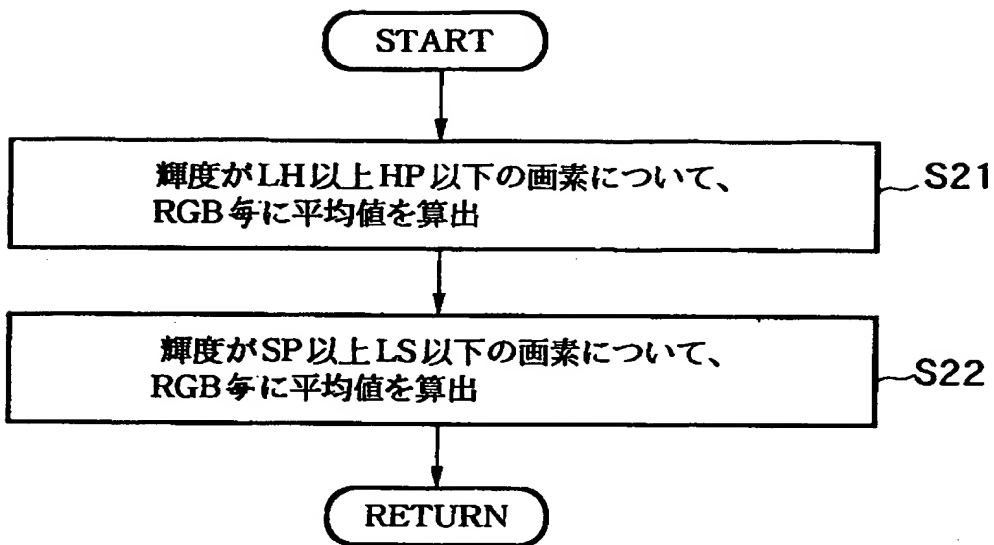 START
輝度がLH以上HP以下の画素について、
RGB毎に平均値を算出
S21
輝度がSP以上LS以下の画素について、
RGB毎に平均値を算出
S22
RETURN